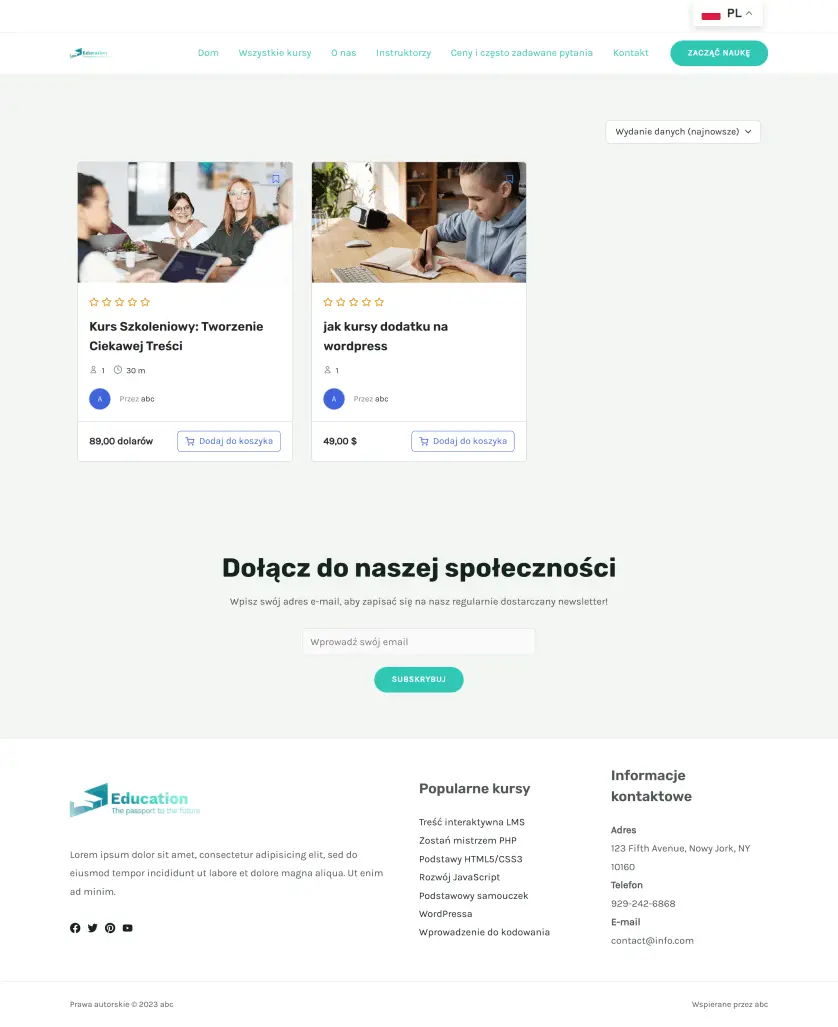 PL
Education
Dom
Wszystkie kursy
O nas
Instruktorzy
Ceny i często zadawane pytania
Kontakt
ZACZĄĆ NAUKĘ
Wydanie danych (najnowsze)
Kurs Szkoleniowy: Tworzenie
Ciekawej Treści
1
30 m
A
Przez abc
89,00 dolarów
Dodaj do koszyka
jak kursy dodatku na
wordpress
1
A
Przez abc
49,00 $
Dodaj do koszyka
Dołącz do naszej społeczności
Wpisz swój adres e-mail, aby zapisać się na nasz regularnie dostarczany newsletter!
Wprowadź swój email
SUBSKRYBUJ
Education
The passport to the future
Lorem ipsum dolor sit amet, consectetur adipisicing elit, sed do
eiusmod tempor incididunt ut labore et dolore magna aliqua. Ut enim
ad minim.
Popularne kursy
Treść interaktywna LMS
Zostań mistrzem PHP
Podstawy HTML5/CSS3
Rozwój JavaScript
Podstawowy samouczek
WordPressa
Wprowadzenie do kodowania
Informacje
kontaktowe
Adres
123 Fifth Avenue, Nowy Jork, NY
10160
Telefon
929-242-6868
E-mail
contact@info.com
Prawa autorskie © 2023 abc
Wspierane przez abc